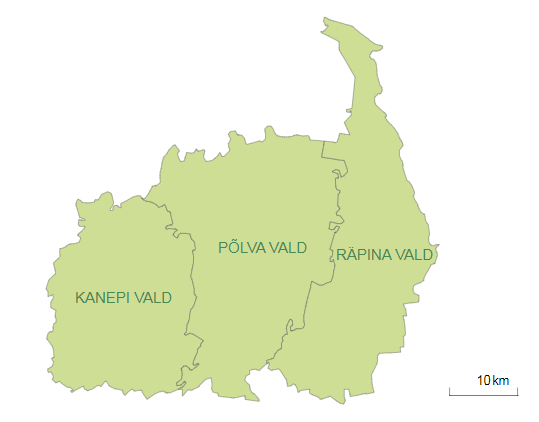 PÕLVA VALD
RÄPINA VALD
KANEPI VALD
10 km